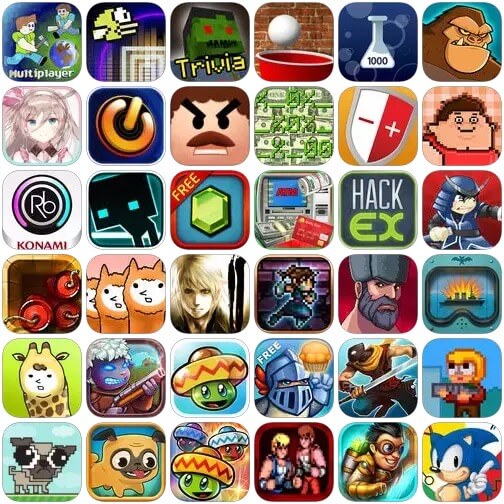 Multiplayer
Trivia
1000
Rb
KONAMI
FREE
HACK
EX
FREE